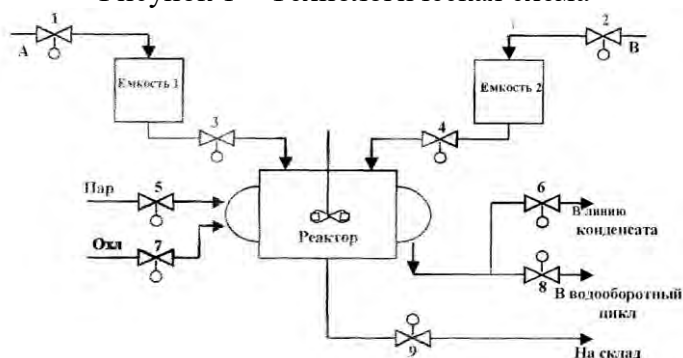 Рисунок 1 – Технологическая схема
1
2
А
В
Емкость 1
Емкость 2
3
4
Пар
5
6
В линию
конденсата
Реактор
Охл
7
8
В водооборотный
цикл
9
На склад